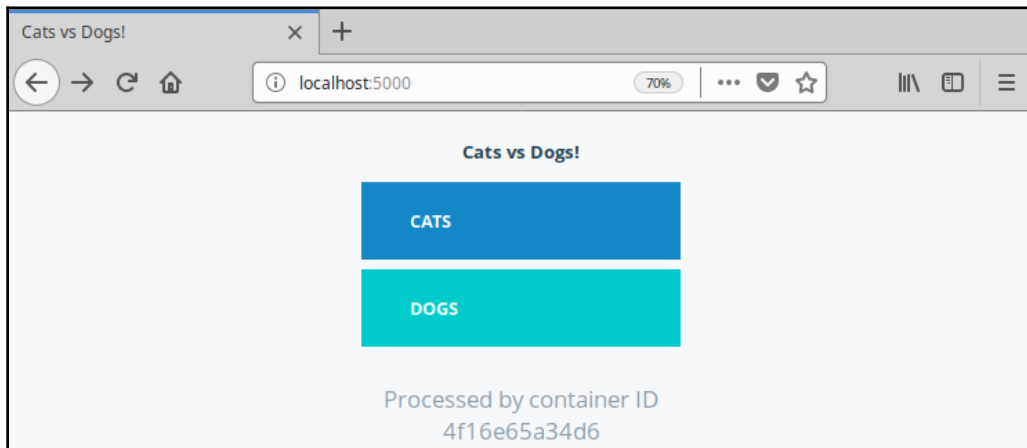 Cats vs Dogs!
localhost:5000
70%
Cats vs Dogs!
CATS
DOGS
Processed by container ID
4f16e65a34d6